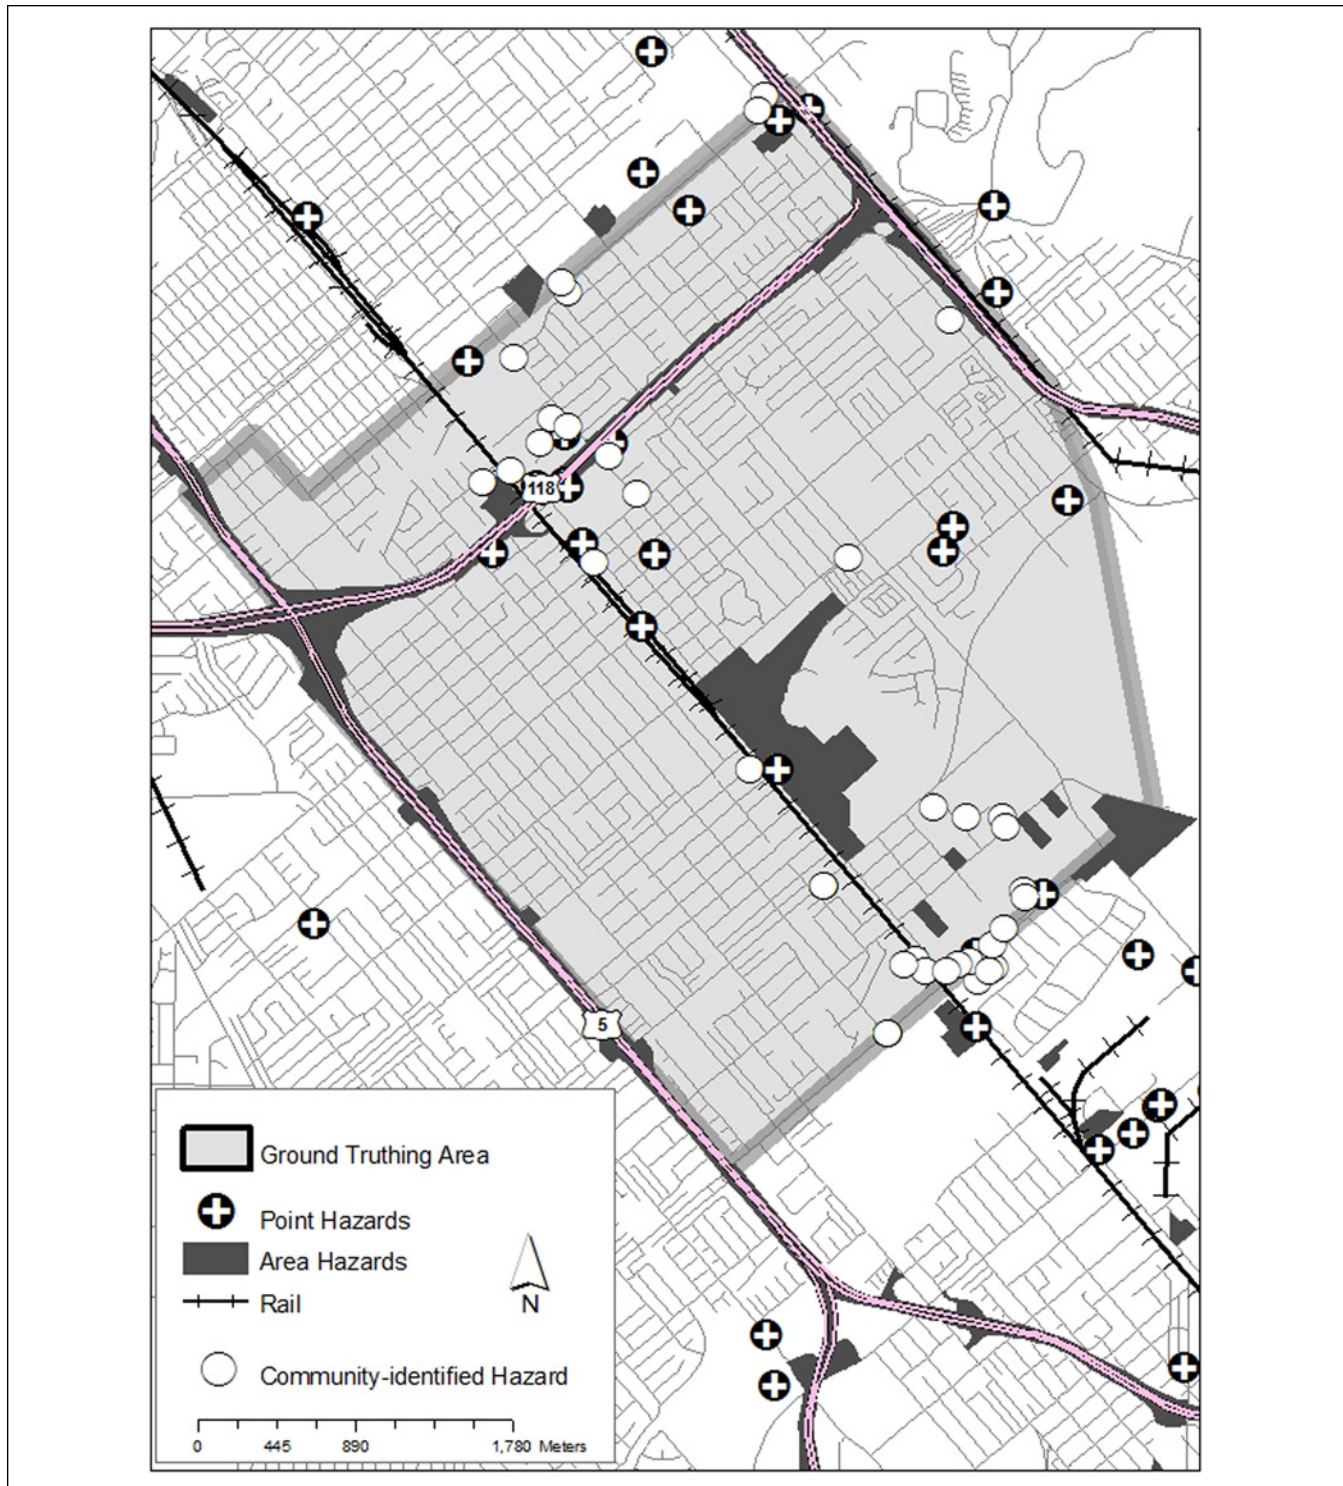 118
5
Ground Truthing Area
Point Hazards
Area Hazards
Rail
N
Community-identified Hazard
0 445 890 1,780 Meters